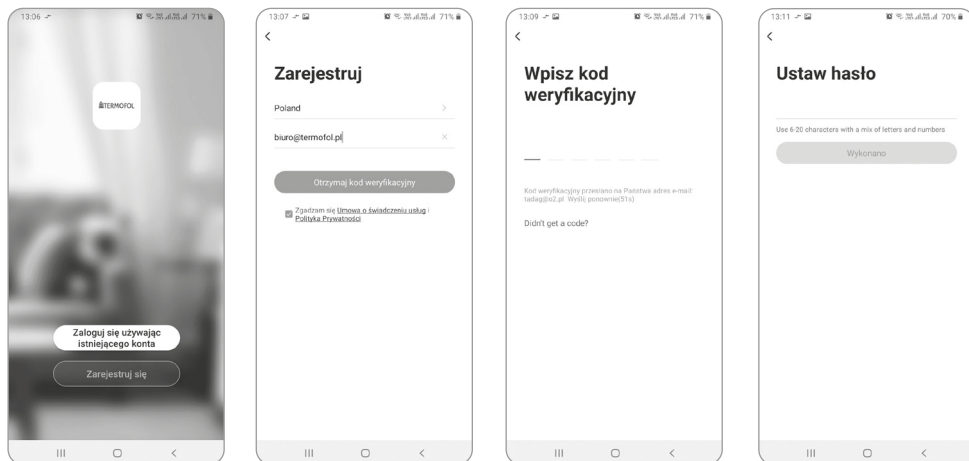 13:06
71%
TERMOFOL
Zaloguj się używając
istniejącego konta
Zarejestruj się
13:07
71%
Zarejestruj
Poland
biuro@termofol.pl
Otrzymaj kod weryfikacyjny
Zgadzam się Umowa o świadczeniu usług i
Polityka Prywatności
13:09
71%
Wpisz kod
weryfikacyjny
Kod weryfikacyjny przesłano na Państwa adres e-mail:
tadag@o2.pl Wyślij ponownie(51s)
Didn't get a code?
13:11
70%
Ustaw hasło
Use 6-20 characters with a mix of letters and numbers
Wykonano